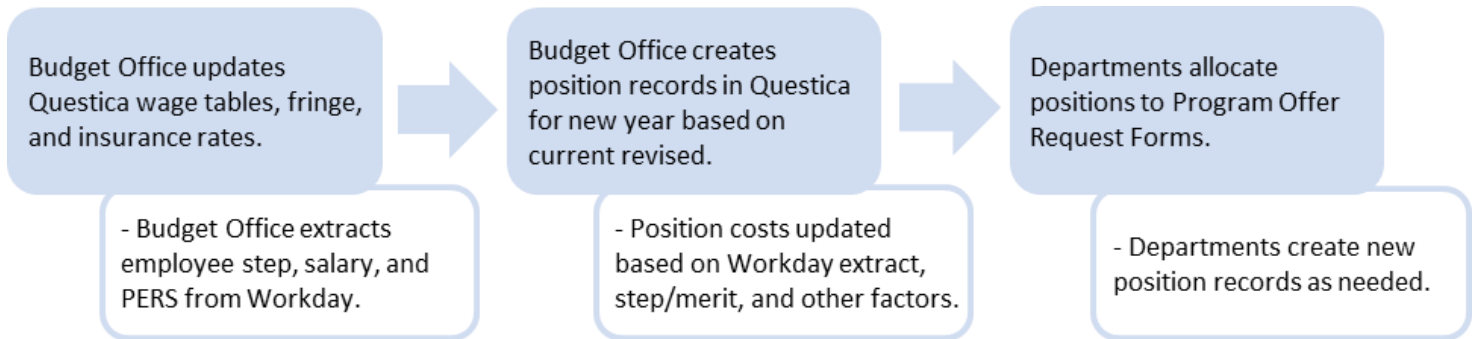 Budget Office updates
Questica wage tables, fringe,
and insurance rates.
- Budget Office extracts
employee step, salary, and
PERS from Workday.
Budget Office creates
position records in Questica
for new year based on
current revised.
- Position costs updated
based on Workday extract,
step/merit, and other factors.
Departments allocate
positions to Program Offer
Request Forms.
- Departments create new
position records as needed.